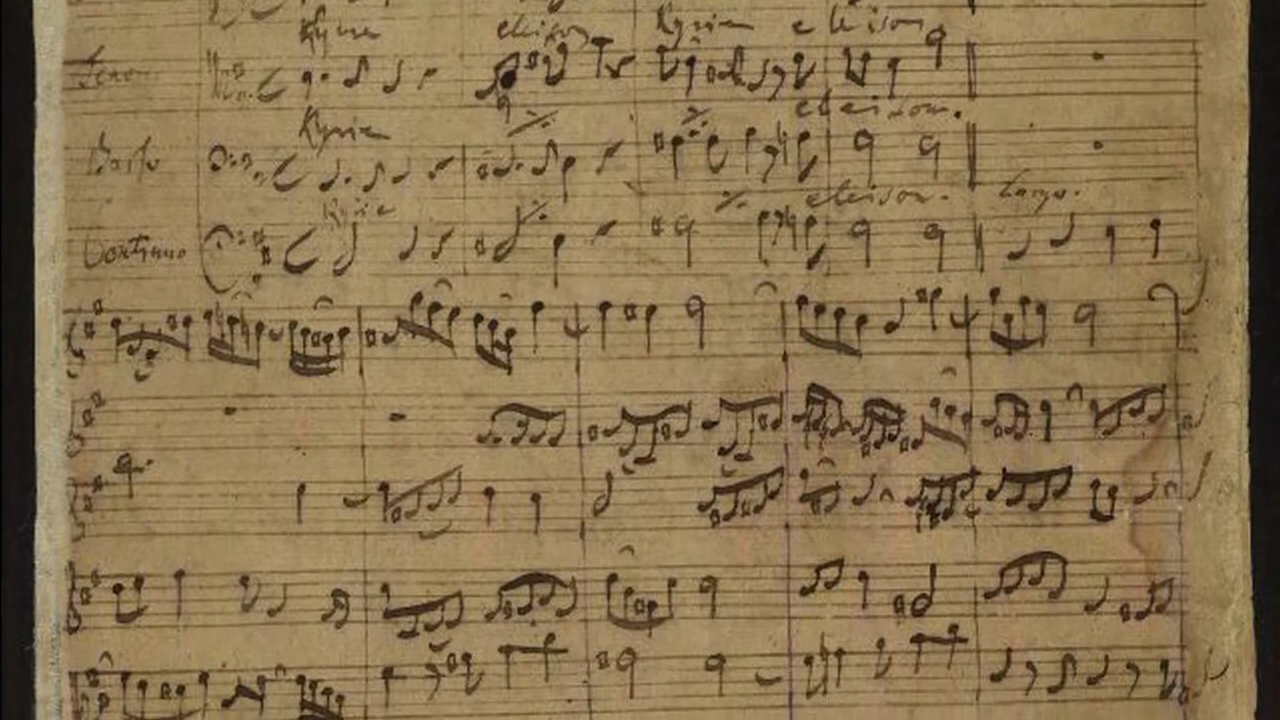 Kyrie eleison Kyrie eleison
Tenore
Kyrie eleison.
Basso
Kyrie eleison. Largo.
Continuo